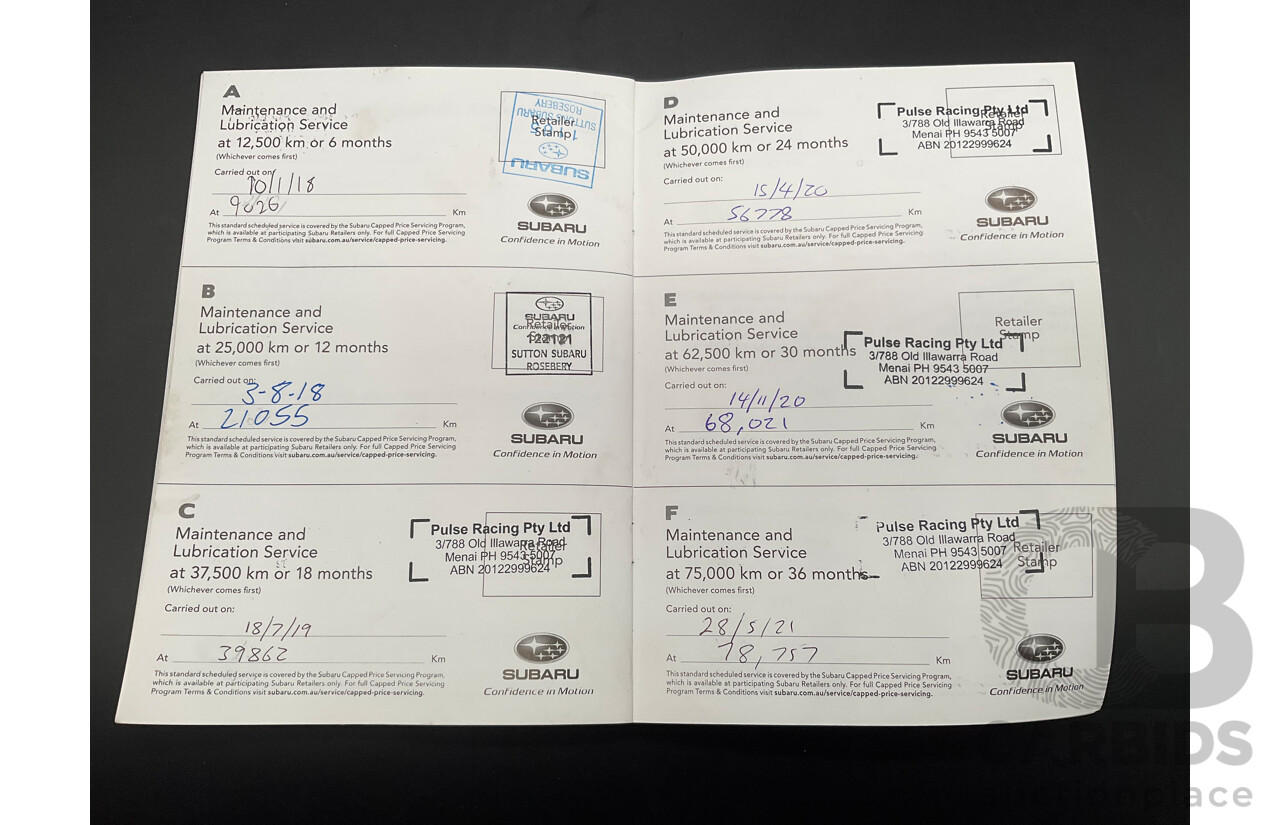 A
Maintenance and
Lubrication Service
at 12,500 km or 6 months
(Whichever comes first)
Carried out on:
10/1/18
At 9026 Km
This standard scheduled service is covered by the Subaru Capped Price Servicing Program,
which is available at participating Subaru Retailers only. For full Capped Price Servicing
Program Terms & Conditions visit subaru.com.au/service/capped-price-servicing.
Retailer
Stamp
SUBARU
SUTTONS SUBARU
ROSEBERY
SUBARU
Confidence in Motion
B
Maintenance and
Lubrication Service
at 25,000 km or 12 months
(Whichever comes first)
Carried out on:
3-8-18
At 21055 Km
This standard scheduled service is covered by the Subaru Capped Price Servicing Program,
which is available at participating Subaru Retailers only. For full Capped Price Servicing
Program Terms & Conditions visit subaru.com.au/service/capped-price-servicing.
Retailer
Stamp
SUBARU
Confidence in Motion
122121
SUTTON SUBARU
ROSEBERY
SUBARU
Confidence in Motion
C
Maintenance and
Lubrication Service
at 37,500 km or 18 months
(Whichever comes first)
Carried out on:
18/7/19
At 39862 Km
This standard scheduled service is covered by the Subaru Capped Price Servicing Program,
which is available at participating Subaru Retailers only. For full Capped Price Servicing
Program Terms & Conditions visit subaru.com.au/service/capped-price-servicing.
Retailer
Stamp
Pulse Racing Pty Ltd
3/788 Old Illawarra Road
Menai PH 9543 5007
ABN 20122999624
SUBARU
Confidence in Motion
D
Maintenance and
Lubrication Service
at 50,000 km or 24 months
(Whichever comes first)
Carried out on:
15/4/20
At 56778 Km
This standard scheduled service is covered by the Subaru Capped Price Servicing Program,
which is available at participating Subaru Retailers only. For full Capped Price Servicing
Program Terms & Conditions visit subaru.com.au/service/capped-price-servicing.
Retailer
Stamp
Pulse Racing Pty Ltd
3/788 Old Illawarra Road
Menai PH 9543 5007
ABN 20122999624
SUBARU
Confidence in Motion
E
Maintenance and
Lubrication Service
at 62,500 km or 30 months
(Whichever comes first)
Carried out on:
14/11/20
At 68,021 Km
This standard scheduled service is covered by the Subaru Capped Price Servicing Program,
which is available at participating Subaru Retailers only. For full Capped Price Servicing
Program Terms & Conditions visit subaru.com.au/service/capped-price-servicing.
Retailer
Stamp
Pulse Racing Pty Ltd
3/788 Old Illawarra Road
Menai PH 9543 5007
ABN 20122999624
SUBARU
Confidence in Motion
F
Maintenance and
Lubrication Service
at 75,000 km or 36 months
(Whichever comes first)
Carried out on:
28/5/21
At 78,757 Km
This standard scheduled service is covered by the Subaru Capped Price Servicing Program,
which is available at participating Subaru Retailers only. For full Capped Price Servicing
Program Terms & Conditions visit subaru.com.au/service/capped-price-servicing.
Retailer
Stamp
Pulse Racing Pty Ltd
3/788 Old Illawarra Road
Menai PH 9543 5007
ABN 20122999624
SUBARU
Confidence in Motion
CARBIDS